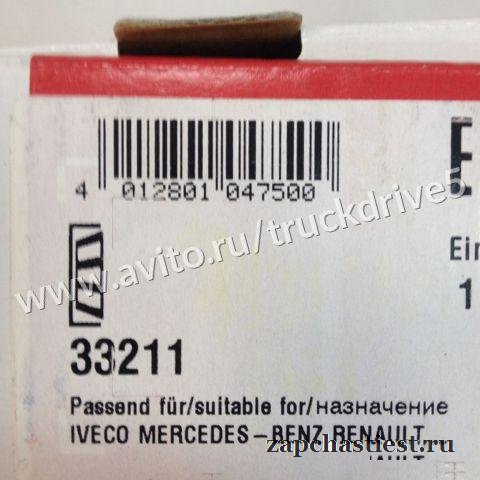 E
4 012801 047500
Ein
1
www.avito.ru/truckdrive5
33211
Passend für/suitable for/назначение
IVECO MERCEDES-BENZ RENAULT
zapchastiest.ru